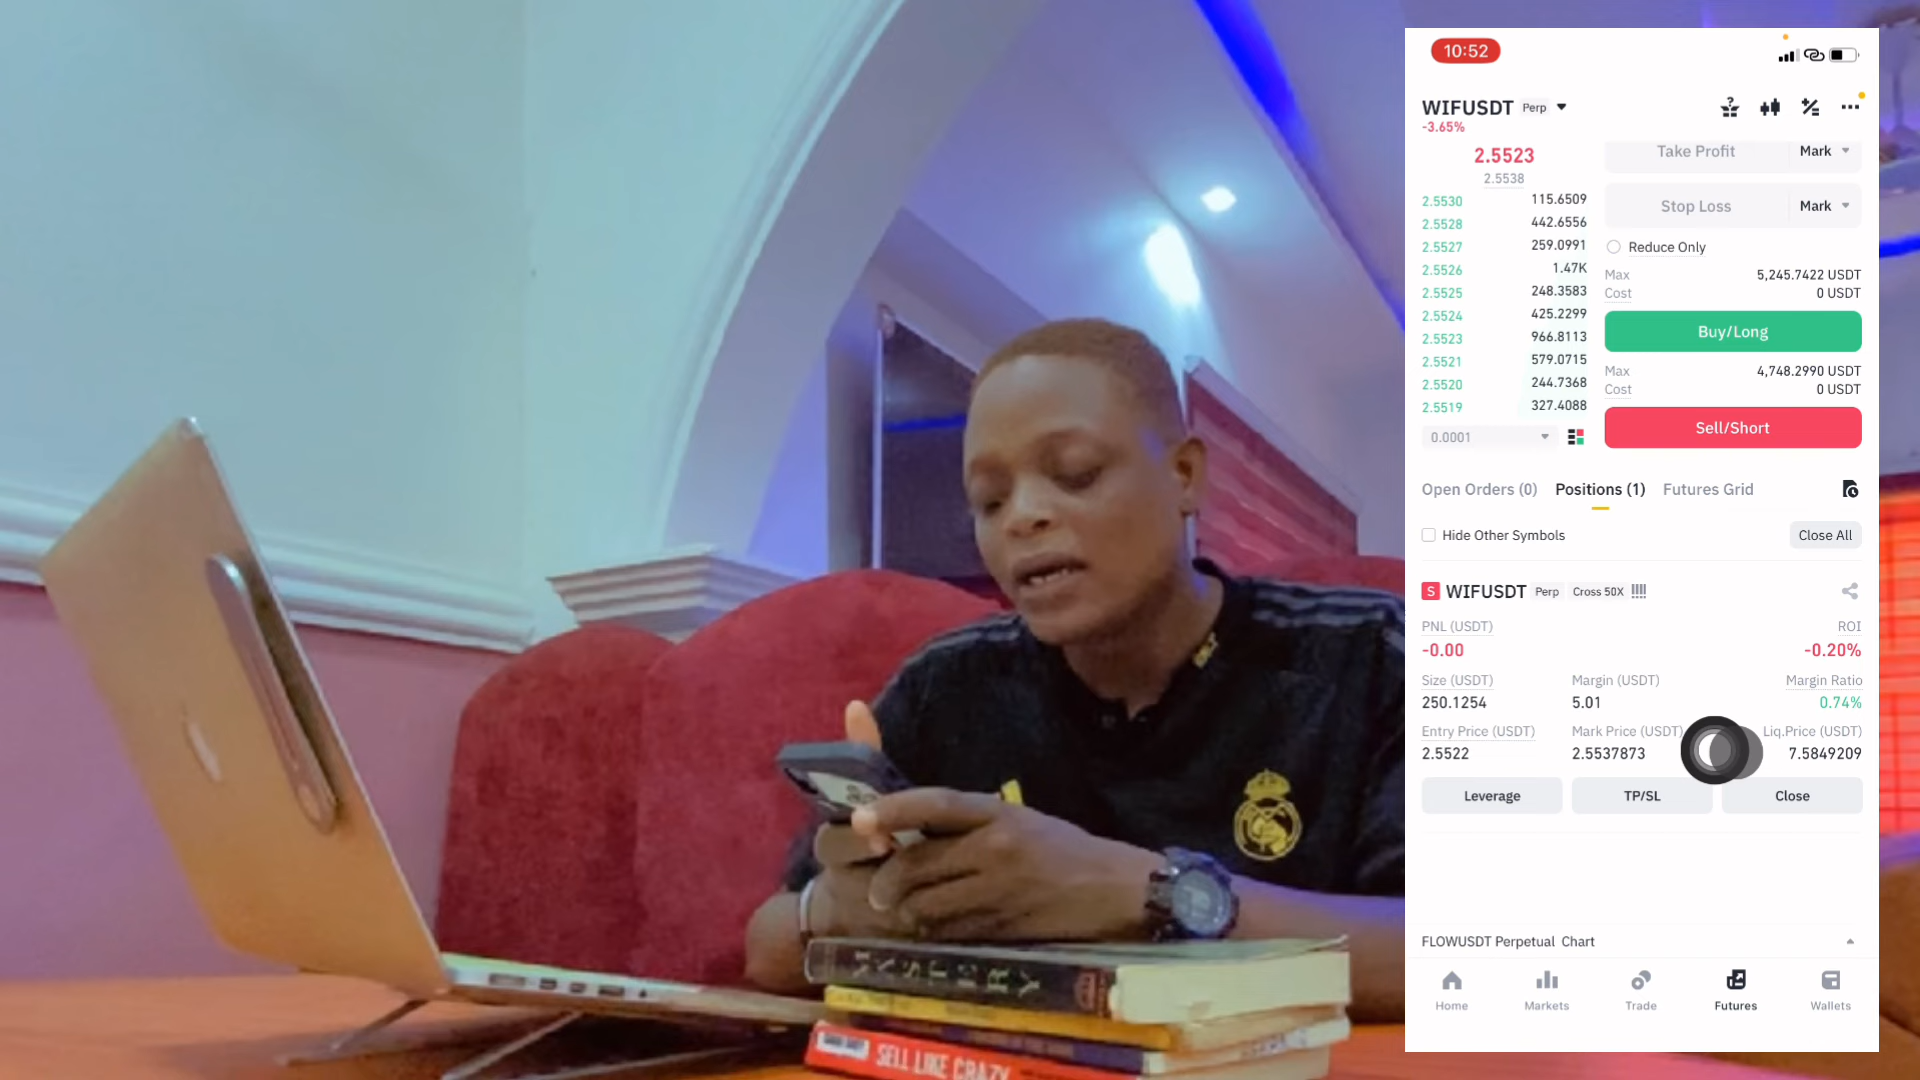 10:52
WIFUSDT Perp
-3.65%
2.5523
2.5538
2.5530 115.6509
2.5528 442.6556
2.5527 259.0991
2.5526 1.47K
2.5525 248.3583
2.5524 425.2299
2.5523 966.8113
2.5521 579.0715
2.5520 244.7368
2.5519 327.4088
0.0001
Take Profit Mark
Stop Loss Mark
Reduce Only
Max 5,245.7422 USDT
Cost 0 USDT
Buy/Long
Max 4,748.2990 USDT
Cost 0 USDT
Sell/Short
Open Orders (0) Positions (1) Futures Grid
Hide Other Symbols Close All
S WIFUSDT Perp Cross 50X !!!!
PNL (USDT) ROI
-0.00 -0.20%
Size (USDT) Margin (USDT) Margin Ratio
250.1254 5.01 0.74%
Entry Price (USDT) Mark Price (USDT) Liq.Price (USDT)
2.5522 2.5537873 7.5849209
Leverage TP/SL Close
FLOWUSDT Perpetual Chart
Home Markets Trade Futures Wallets
MASTERY
SELL LIKE CRAZY